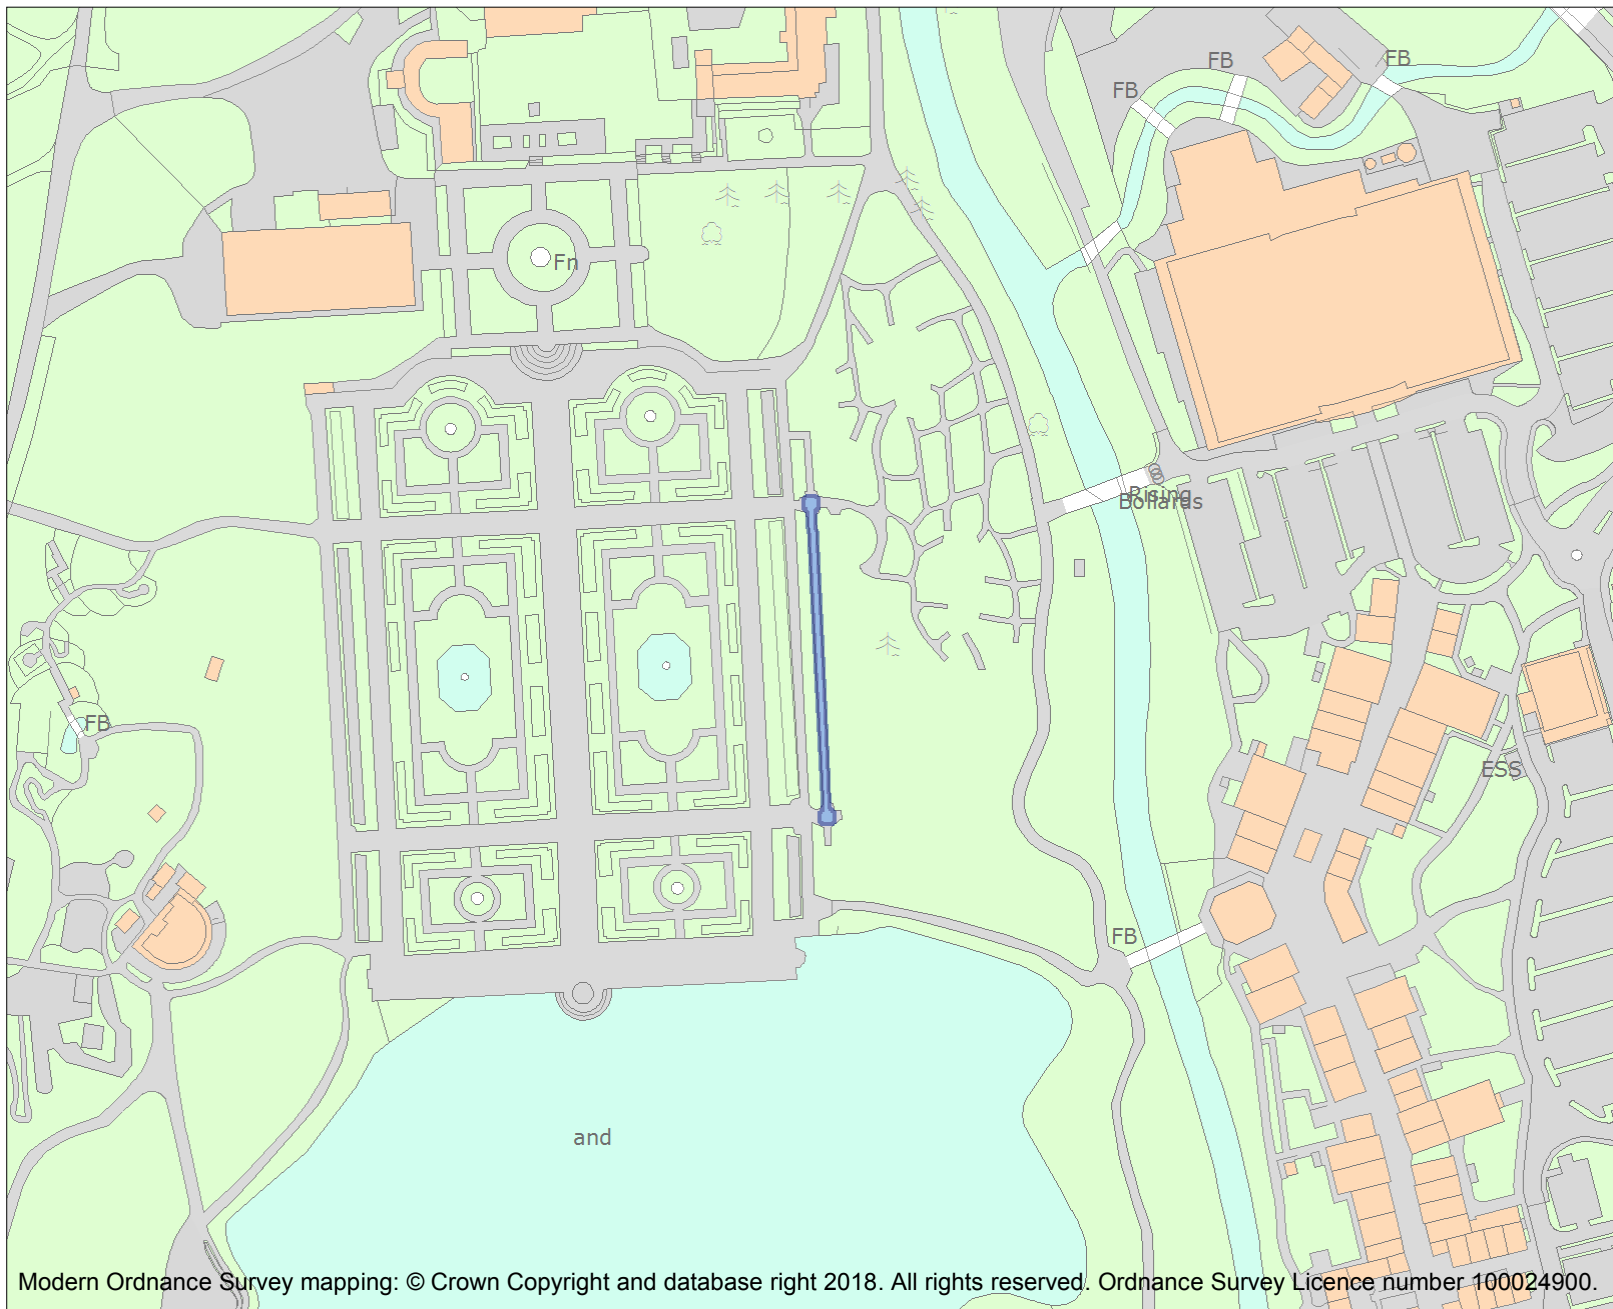 FB
FB
FB
Fn
Rising
Bollards
FB
ESS
FB
and
Modern Ordnance Survey mapping: © Crown Copyright and database right 2018. All rights reserved. Ordnance Survey Licence number 100024900.